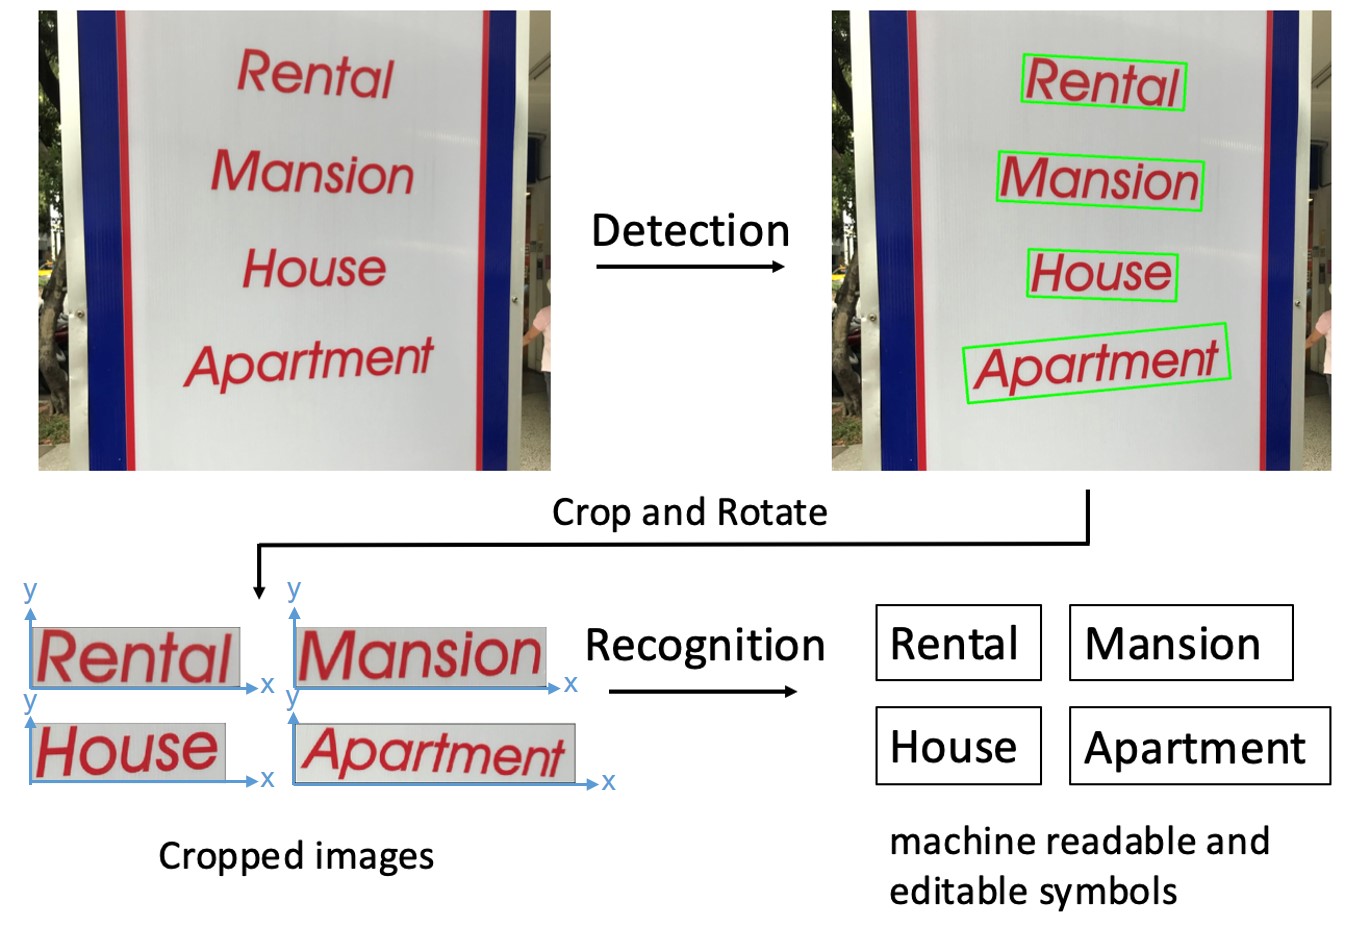 Rental
Mansion
House
Apartment
Detection
Rental
Mansion
House
Apartment
Crop and Rotate
y
Rental
x
y
Mansion
x
y
House
x
y
Apartment
x
Cropped images
Recognition
Rental
Mansion
House
Apartment
machine readable and
editable symbols